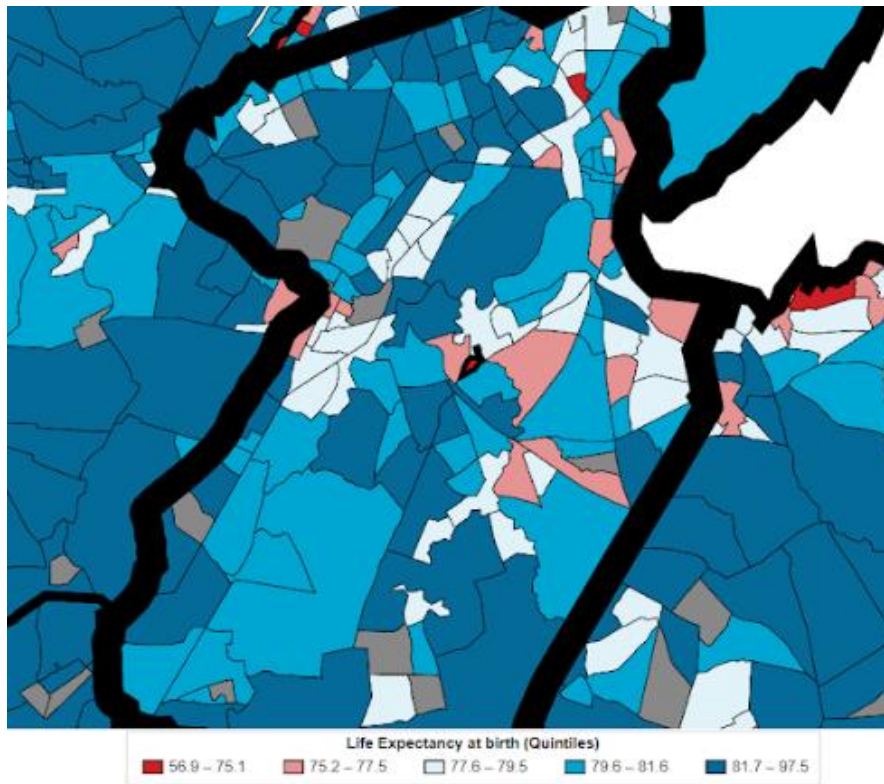 Life Expectancy at birth (Quintiles)
56.9 – 75.1 75.2 – 77.5 77.6 – 79.5 79.6 – 81.6 81.7 – 97.5